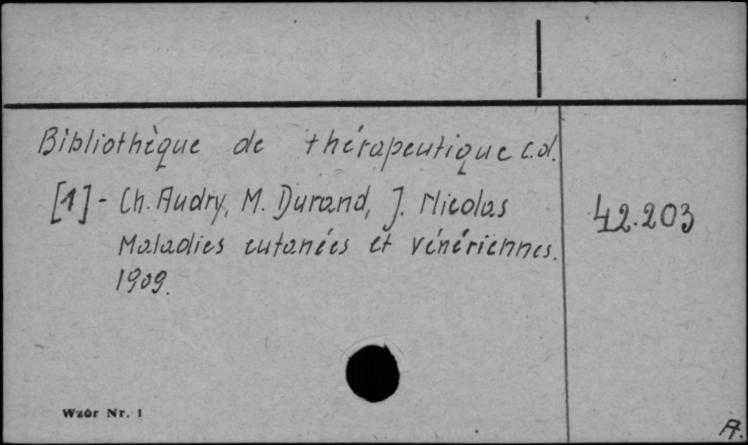 Bibliothèque de thérapeutique c.d.
[1] - Ch. Audry, M. Durand, J. Nicolas
Maladies cutanées et vénériennes.
1909.
42.203
Wzór Nr. 1
A.